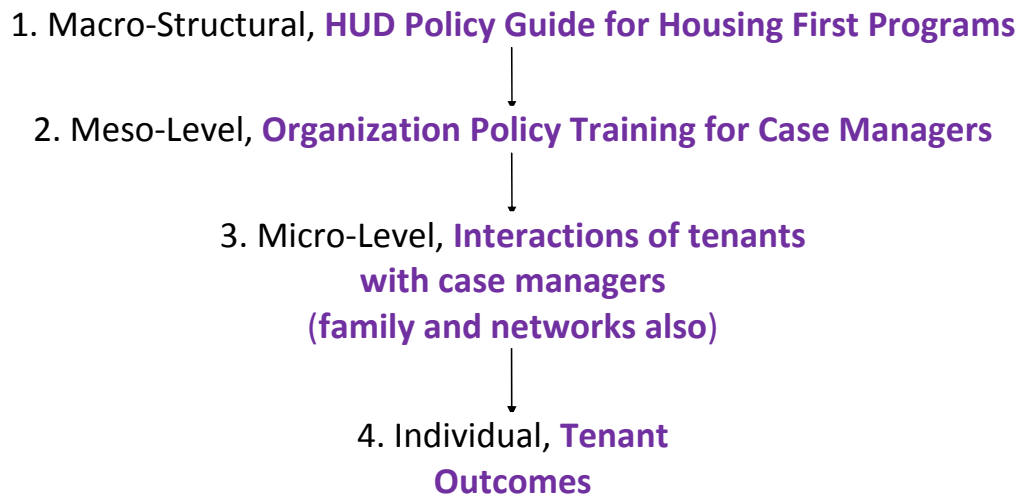 1. Macro-Structural, HUD Policy Guide for Housing First Programs
2. Meso-Level, Organization Policy Training for Case Managers
3. Micro-Level, Interactions of tenants
with case managers
(family and networks also)
4. Individual, Tenant
Outcomes